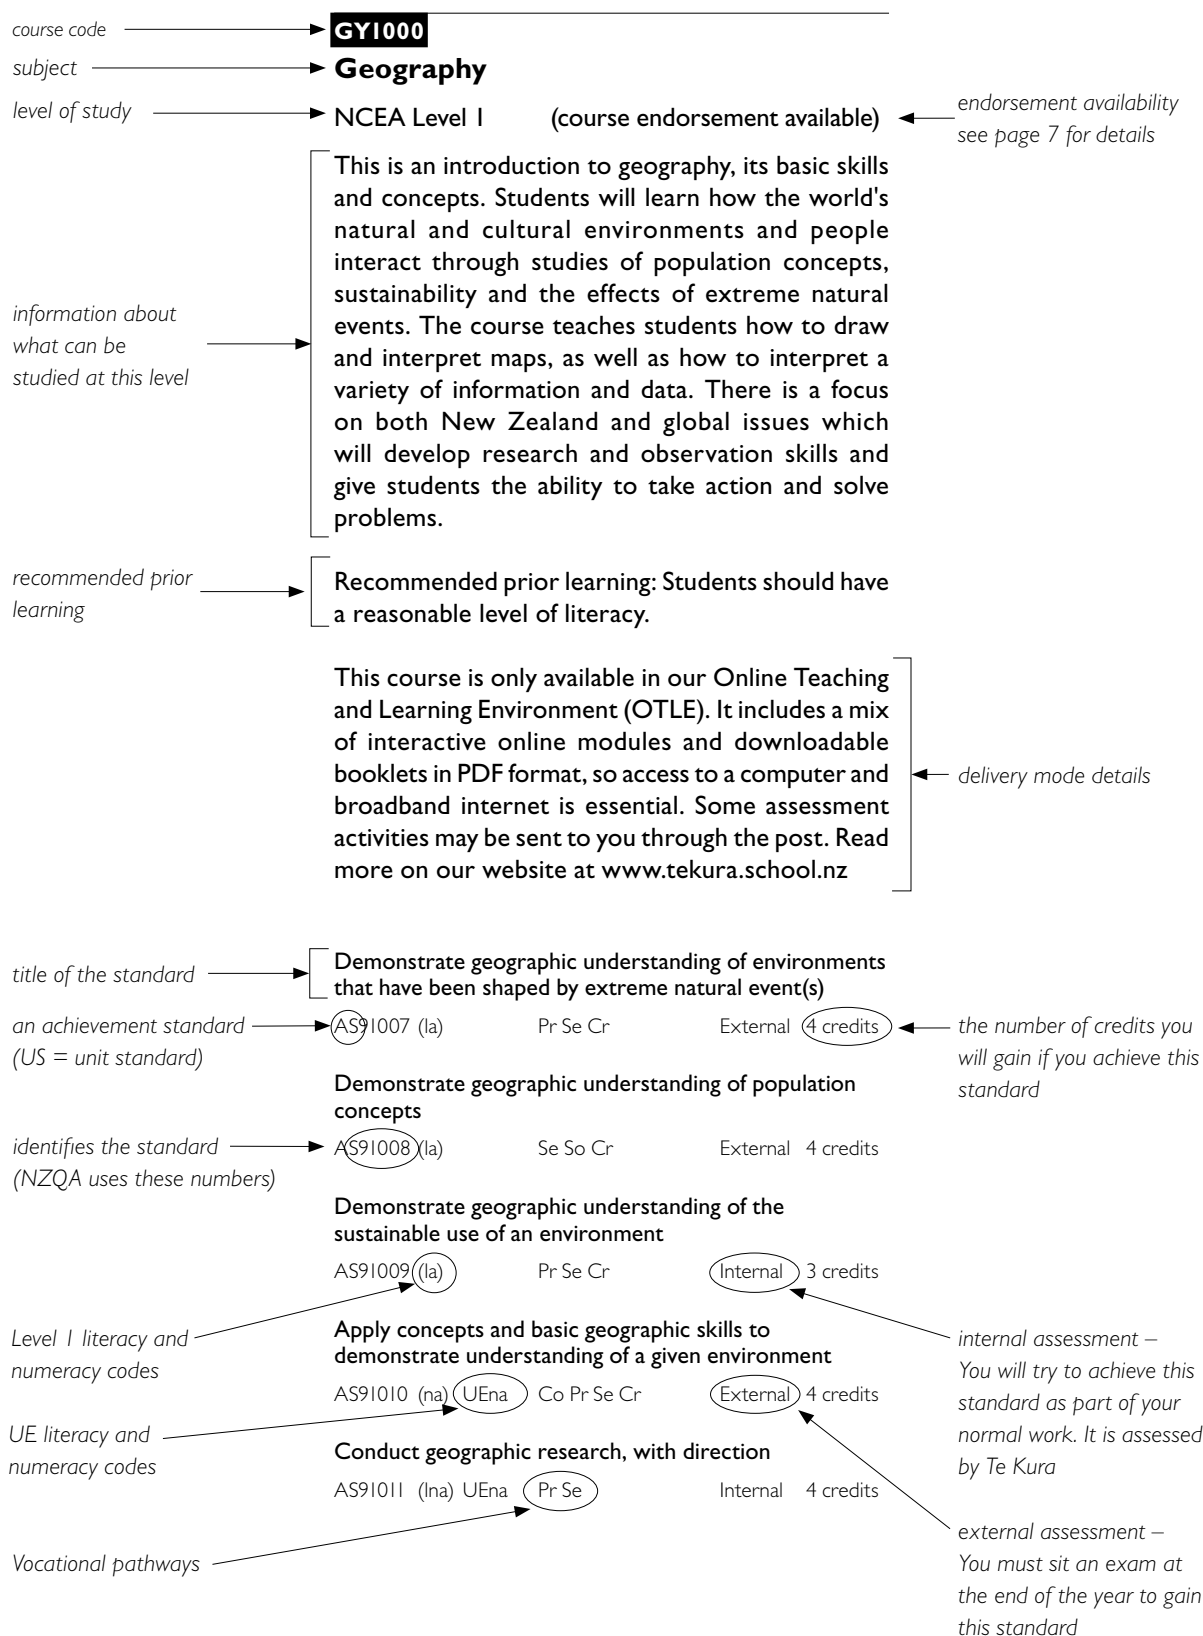 course code
GY1000
subject
Geography
level of study
NCEA Level 1 (course endorsement available)
endorsement availability
see page 7 for details
This is an introduction to geography, its basic skills
and concepts. Students will learn how the world's
natural and cultural environments and people
interact through studies of population concepts,
sustainability and the effects of extreme natural
events. The course teaches students how to draw
and interpret maps, as well as how to interpret a
variety of information and data. There is a focus
on both New Zealand and global issues which
will develop research and observation skills and
give students the ability to take action and solve
problems.
information about
what can be
studied at this level
recommended prior
learning
Recommended prior learning: Students should have
a reasonable level of literacy.
This course is only available in our Online Teaching
and Learning Environment (OTLE). It includes a mix
of interactive online modules and downloadable
booklets in PDF format, so access to a computer and
broadband internet is essential. Some assessment
activities may be sent to you through the post. Read
more on our website at www.tekura.school.nz
delivery mode details
title of the standard
Demonstrate geographic understanding of environments
that have been shaped by extreme natural event(s)
an achievement standard
(US = unit standard)
AS91007 (la) Pr Se Cr External 4 credits
the number of credits you
will gain if you achieve this
standard
Demonstrate geographic understanding of population
concepts
identifies the standard
(NZQA uses these numbers)
AS91008 (la) Se So Cr External 4 credits
Demonstrate geographic understanding of the
sustainable use of an environment
AS91009 (la) Pr Se Cr Internal 3 credits
Level 1 literacy and
numeracy codes
Apply concepts and basic geographic skills to
demonstrate understanding of a given environment
AS91010 (na) UEna Co Pr Se Cr External 4 credits
internal assessment –
You will try to achieve this
standard as part of your
normal work. It is assessed
by Te Kura
UE literacy and
numeracy codes
Conduct geographic research, with direction
AS91011 (lna) UEna Pr Se Internal 4 credits
Vocational pathways
external assessment –
You must sit an exam at
the end of the year to gain
this standard